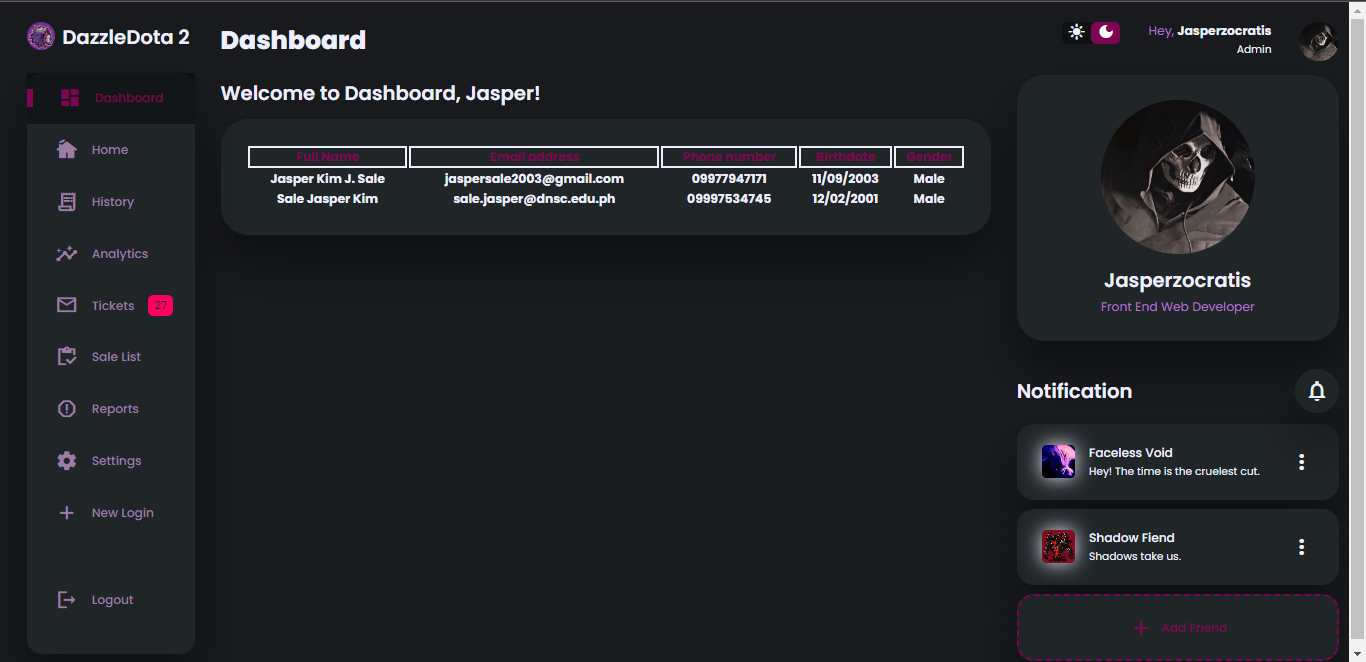 DazzleDota 2
Dashboard
Home
History
Analytics
Tickets 27
Sale List
Reports
Settings
New Login
Logout
Dashboard
Welcome to Dashboard, Jasper!
Full Name Email address Phone number Birthdate Gender
Jasper Kim J. Sale jaspersale2003@gmail.com 09977947171 11/09/2003 Male
Sale Jasper Kim sale.jasper@dnsc.edu.ph 09997534745 12/02/2001 Male
Hey, Jasperzocratis
Admin
Jasperzocratis
Front End Web Developer
Notification
Faceless Void
Hey! The time is the cruelest cut.
Shadow Fiend
Shadows take us.
Add Friend